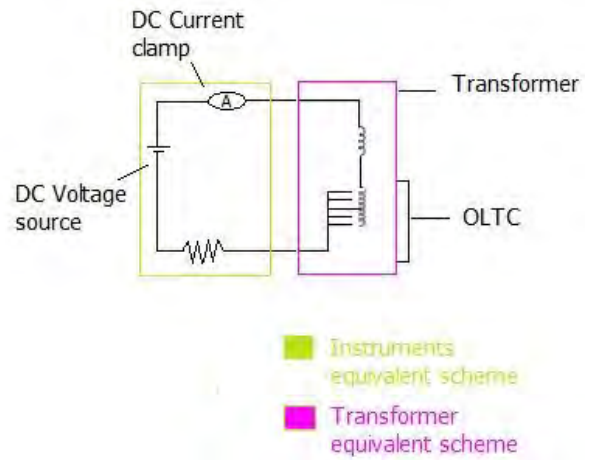 DC Current
clamp
A
Transformer
DC Voltage
source
OLTC
Instruments
equivalent scheme
Transformer
equivalent scheme